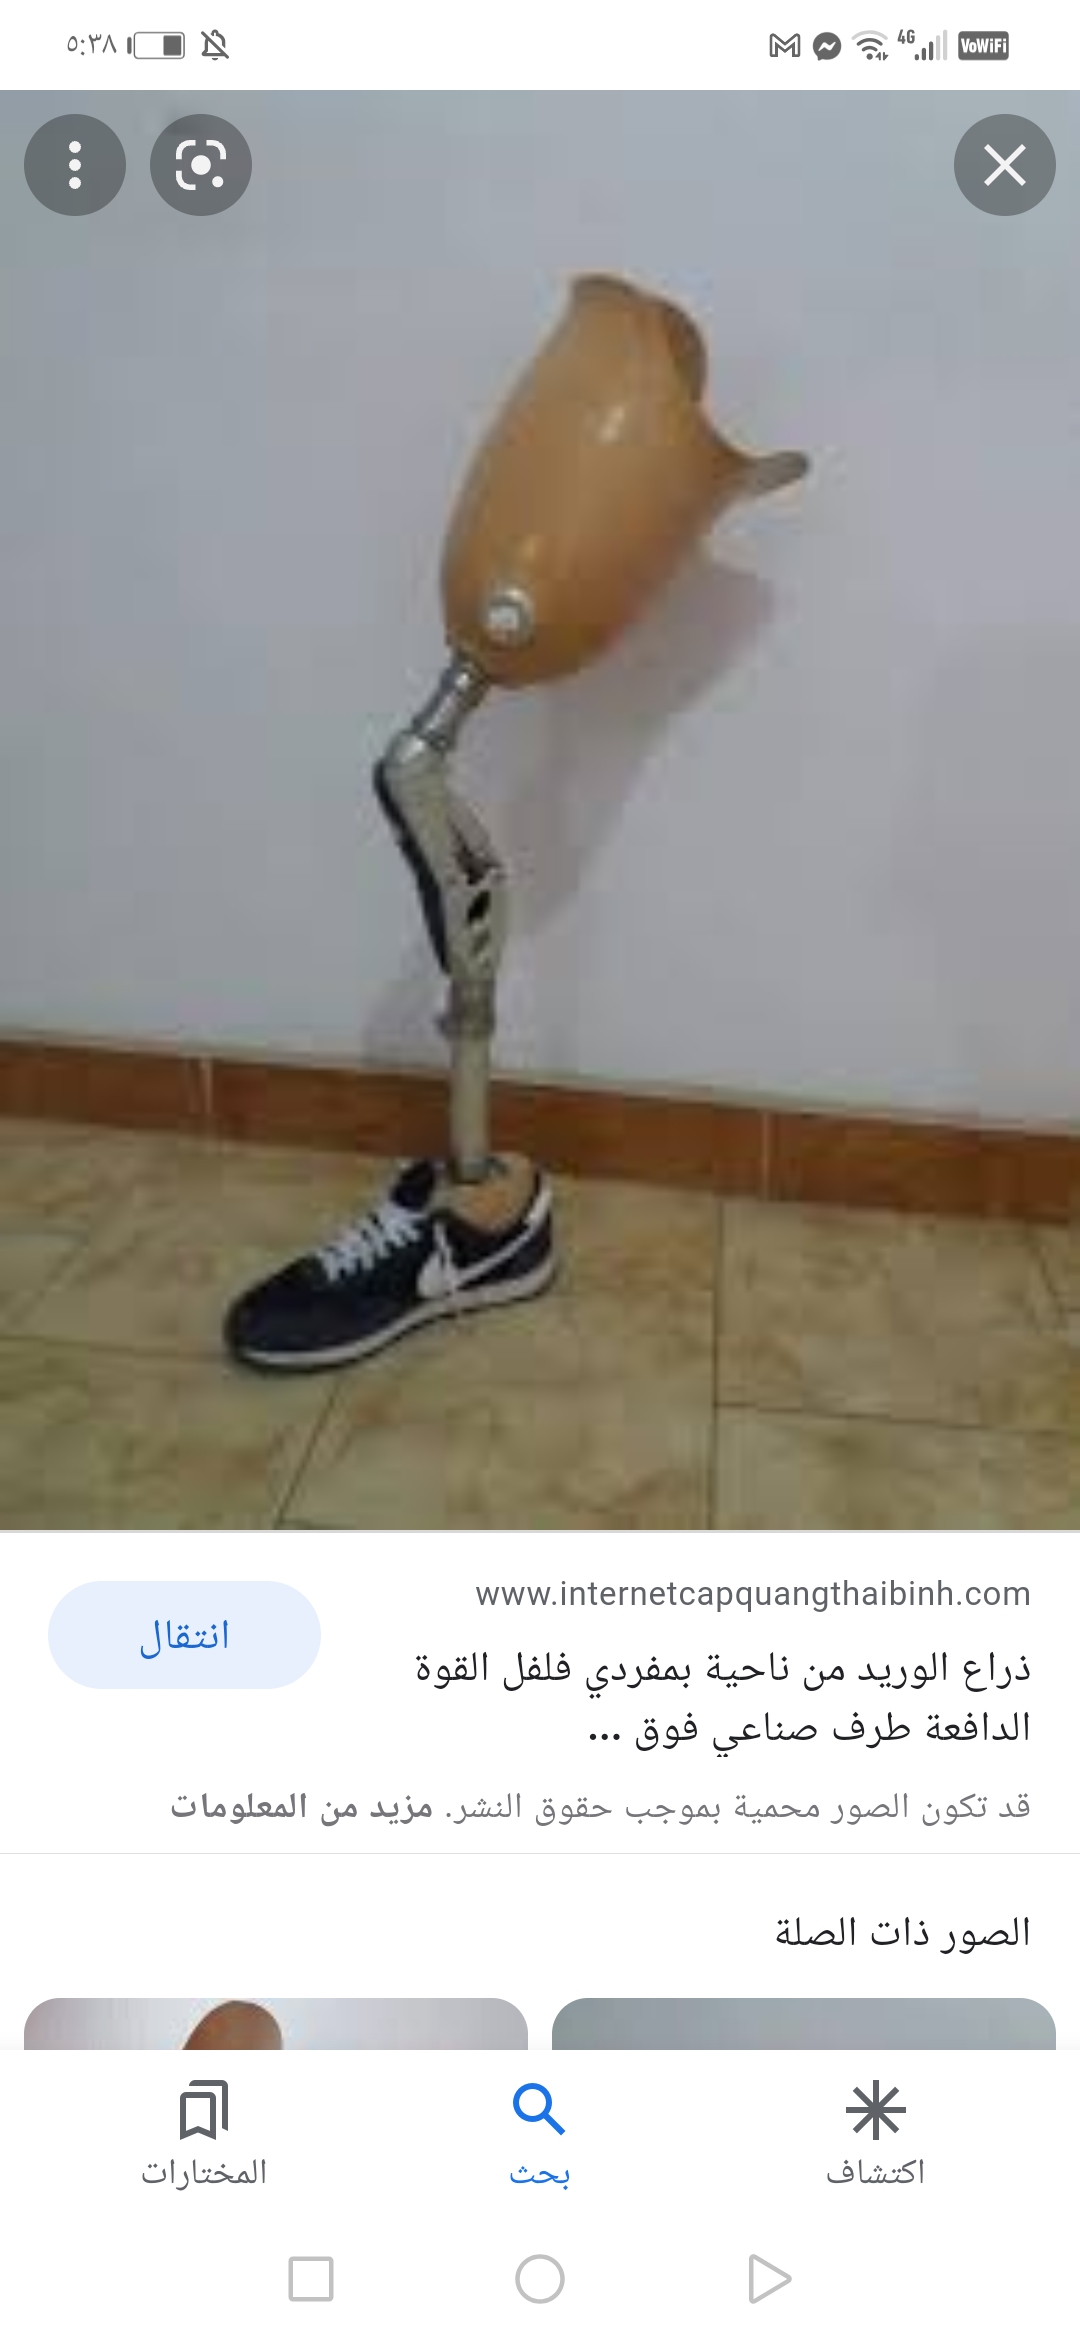 ٥:٣٨
4G
VoWiFi
www.internetcapquangthaibinh.com
انتقال
ذراع الوريد من ناحية بمفردي فلفل القوة
الدافعة طرف صناعي فوق ...
قد تكون الصور محمية بموجب حقوق النشر. مزيد من المعلومات
الصور ذات الصلة
اكتشاف
بحث
المختارات